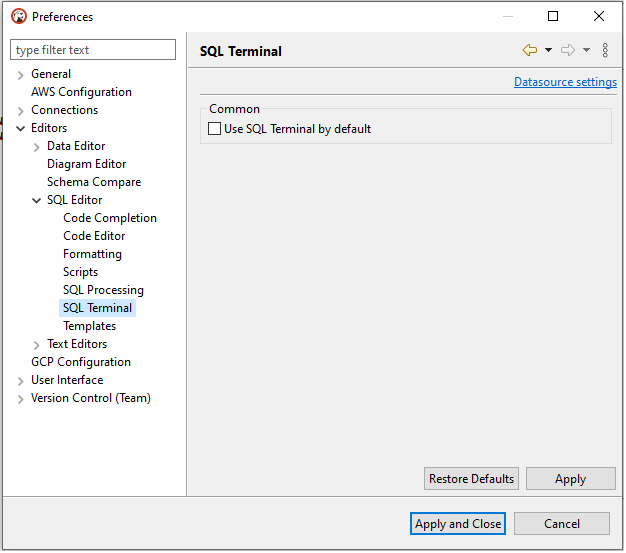 Preferences
type filter text
General
AWS Configuration
Connections
Editors
Data Editor
Diagram Editor
Schema Compare
SQL Editor
Code Completion
Code Editor
Formatting
Scripts
SQL Processing
SQL Terminal
Templates
Text Editors
GCP Configuration
User Interface
Version Control (Team)
SQL Terminal
Datasource settings
Common
Use SQL Terminal by default
Restore Defaults
Apply
Apply and Close
Cancel